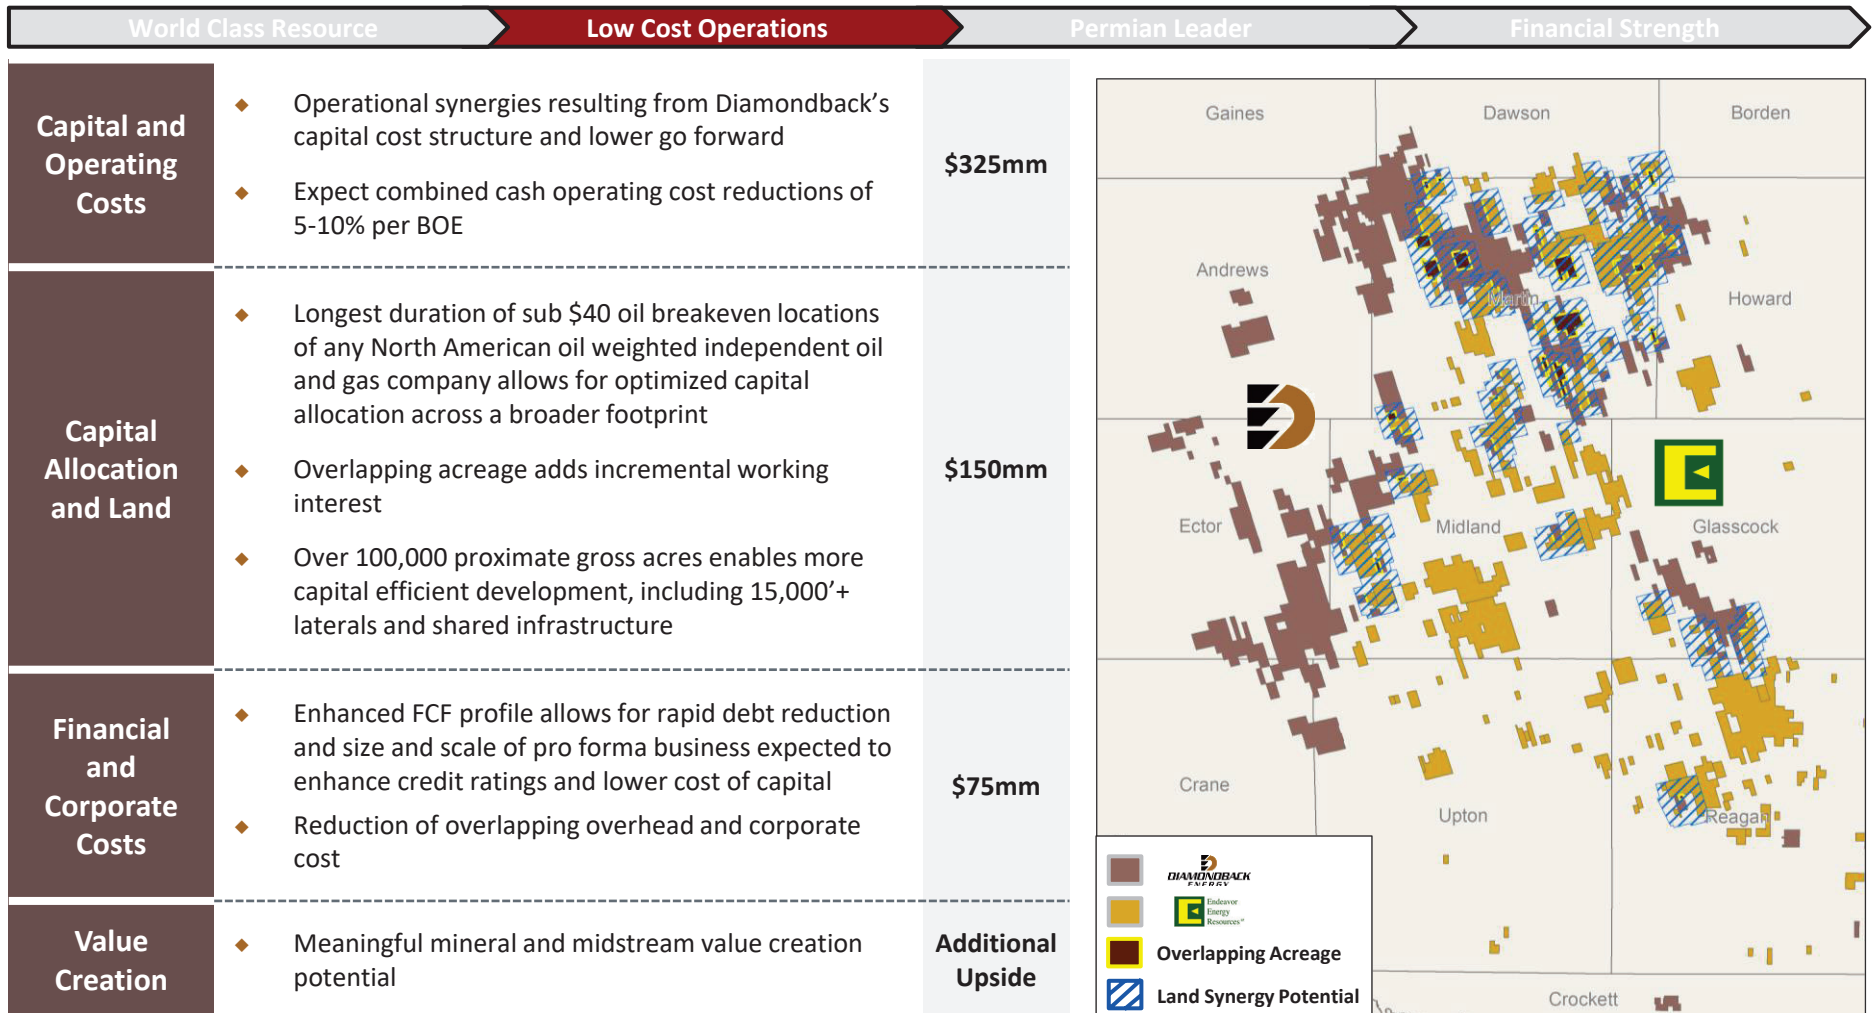 World Class Resource
Low Cost Operations
Permian Leader
Financial Strength
Capital and
Operating
Costs
Operational synergies resulting from Diamondback's
capital cost structure and lower go forward
Expect combined cash operating cost reductions of
5-10% per BOE
$325mm
Capital
Allocation
and Land
Longest duration of sub $40 oil breakeven locations
of any North American oil weighted independent oil
and gas company allows for optimized capital
allocation across a broader footprint
Overlapping acreage adds incremental working
interest
Over 100,000 proximate gross acres enables more
capital efficient development, including 15,000'+
laterals and shared infrastructure
$150mm
Financial
and
Corporate
Costs
Enhanced FCF profile allows for rapid debt reduction
and size and scale of pro forma business expected to
enhance credit ratings and lower cost of capital
Reduction of overlapping overhead and corporate
cost
$75mm
Value
Creation
Meaningful mineral and midstream value creation
potential
Additional
Upside
Gaines
Dawson
Borden
Andrews
Martin
Howard
Ector
Midland
Glasscock
Crane
Upton
Reagan
Crockett
DIAMONDBACK
ENERGY
Endeavor
Energy
Resources
Overlapping Acreage
Land Synergy Potential